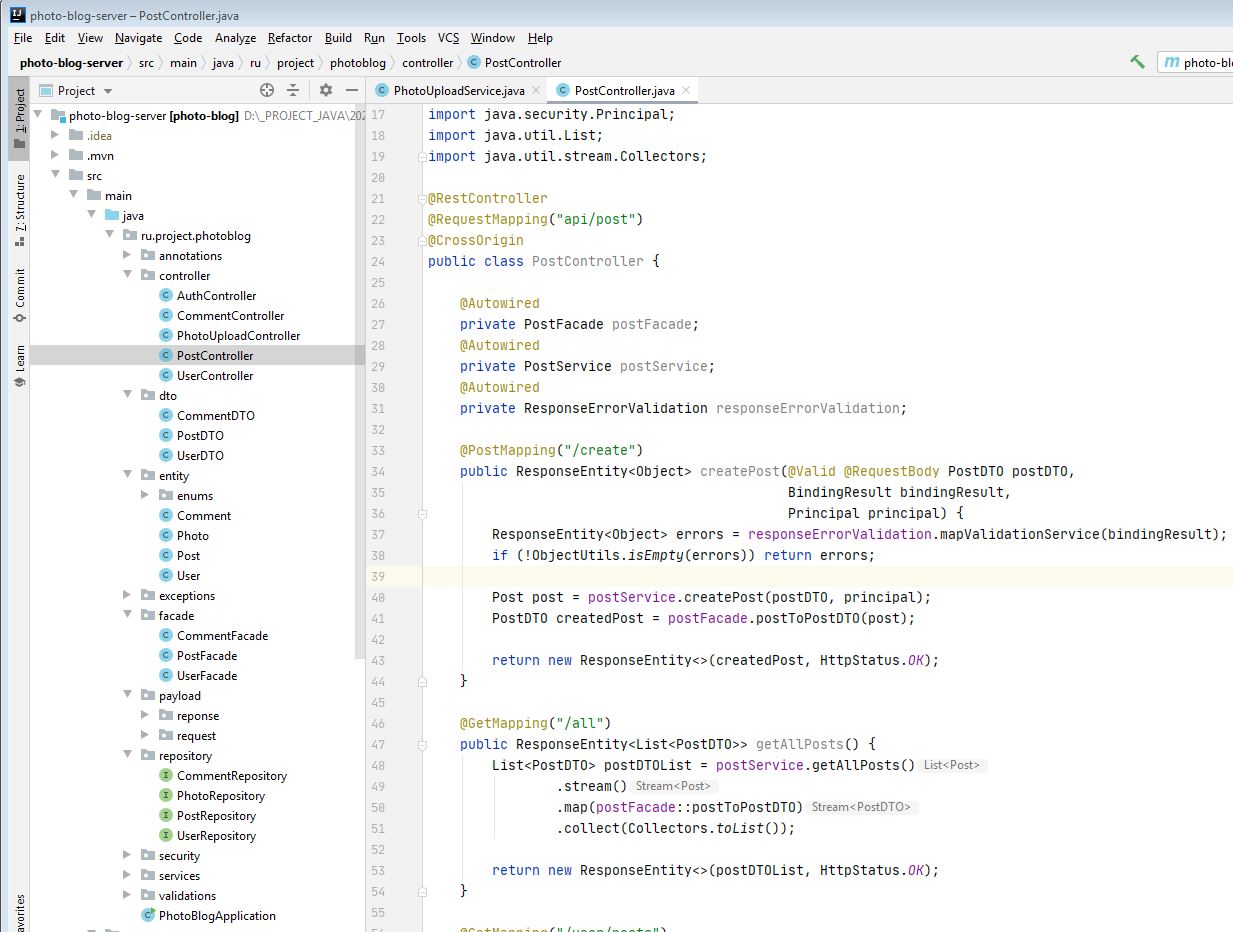 photo-blog-server – PostController.java
File Edit View Navigate Code Analyze Refactor Build Run Tools VCS Window Help
photo-blog-server src main java ru project photoblog controller PostController
Project
PhotoUploadService.java
PostController.java
1: Project
7: Structure
Commit
Learn
photo-blog-server [photo-blog] D:\_PROJECT_JAVA\202
.idea
.mvn
src
main
java
ru.project.photoblog
annotations
controller
AuthController
CommentController
PhotoUploadController
PostController
UserController
dto
CommentDTO
PostDTO
UserDTO
entity
enums
Comment
Photo
Post
User
exceptions
facade
CommentFacade
PostFacade
UserFacade
payload
reponse
request
repository
CommentRepository
PhotoRepository
PostRepository
UserRepository
security
services
validations
PhotoBlogApplication
17 import java.security.Principal;
18 import java.util.List;
19 import java.util.stream.Collectors;
20
21 @RestController
22 @RequestMapping("api/post")
23 @CrossOrigin
24 public class PostController {
25
26 @Autowired
27 private PostFacade postFacade;
28 @Autowired
29 private PostService postService;
30 @Autowired
31 private ResponseErrorValidation responseErrorValidation;
32
33 @PostMapping("/create")
34 public ResponseEntity<Object> createPost(@Valid @RequestBody PostDTO postDTO,
35 BindingResult bindingResult,
36 Principal principal) {
37 ResponseEntity<Object> errors = responseErrorValidation.mapValidationService(bindingResult);
38 if (!ObjectUtils.isEmpty(errors)) return errors;
39
40 Post post = postService.createPost(postDTO, principal);
41 PostDTO createdPost = postFacade.postToPostDTO(post);
42
43 return new ResponseEntity<>(createdPost, HttpStatus.OK);
44 }
45
46 @GetMapping("/all")
47 public ResponseEntity<List<PostDTO>> getAllPosts() {
48 List<PostDTO> postDTOList = postService.getAllPosts() List<Post>
49 .stream() Stream<Post>
50 .map(postFacade::postToPostDTO) Stream<PostDTO>
51 .collect(Collectors.toList());
52
53 return new ResponseEntity<>(postDTOList, HttpStatus.OK);
54 }
55